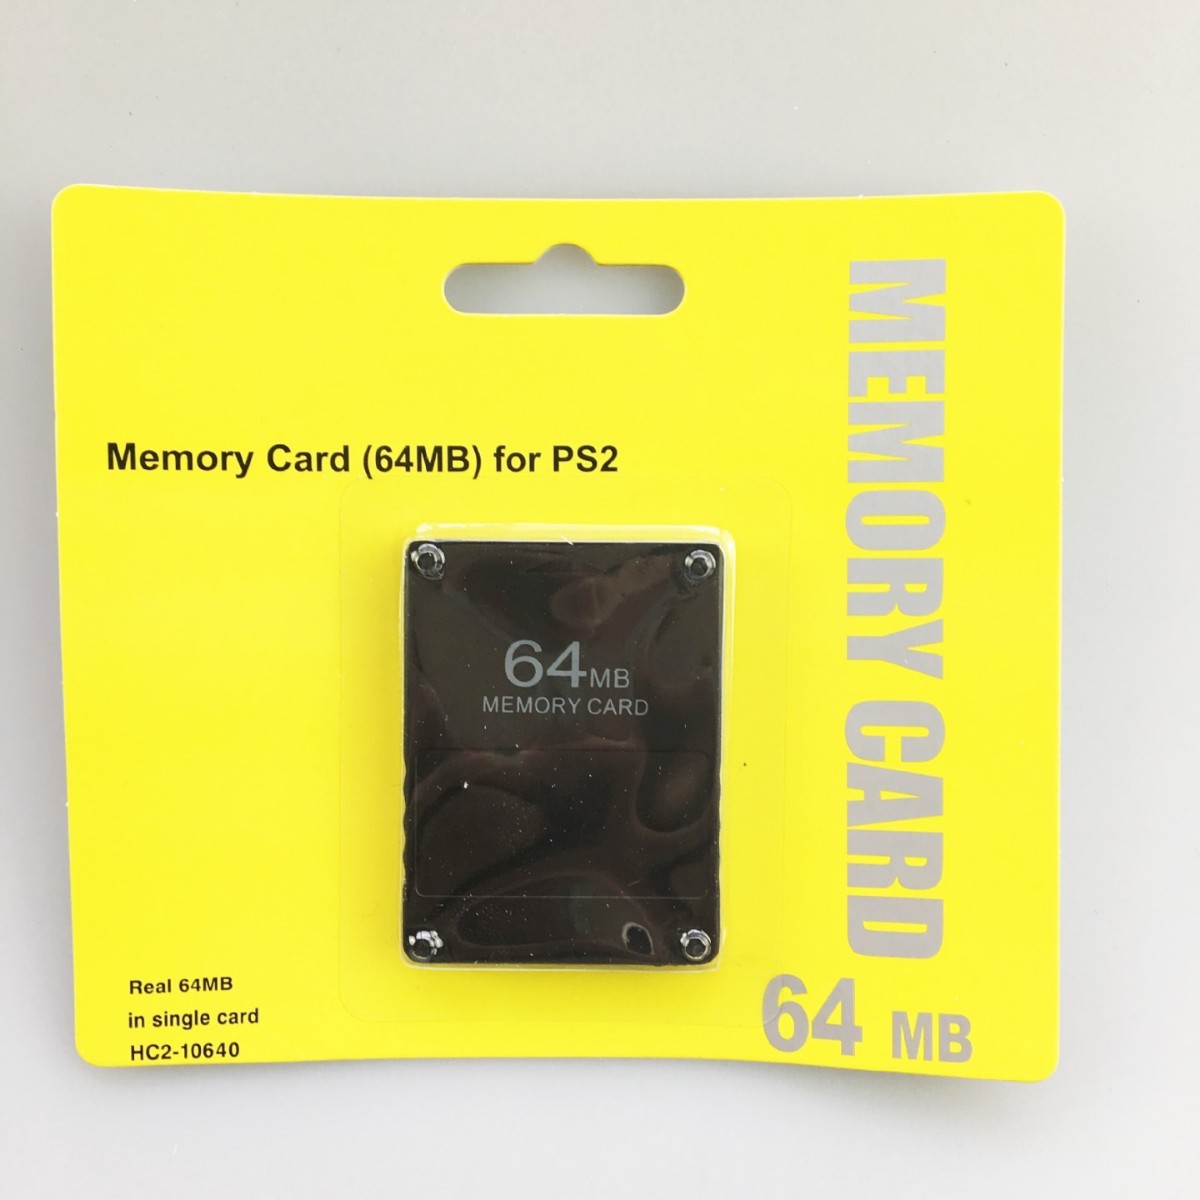 Memory Card (64MB) for PS2
64MB
MEMORY CARD
MEMORY CARD
64 MB
Real 64MB
in single card
HC2-10640